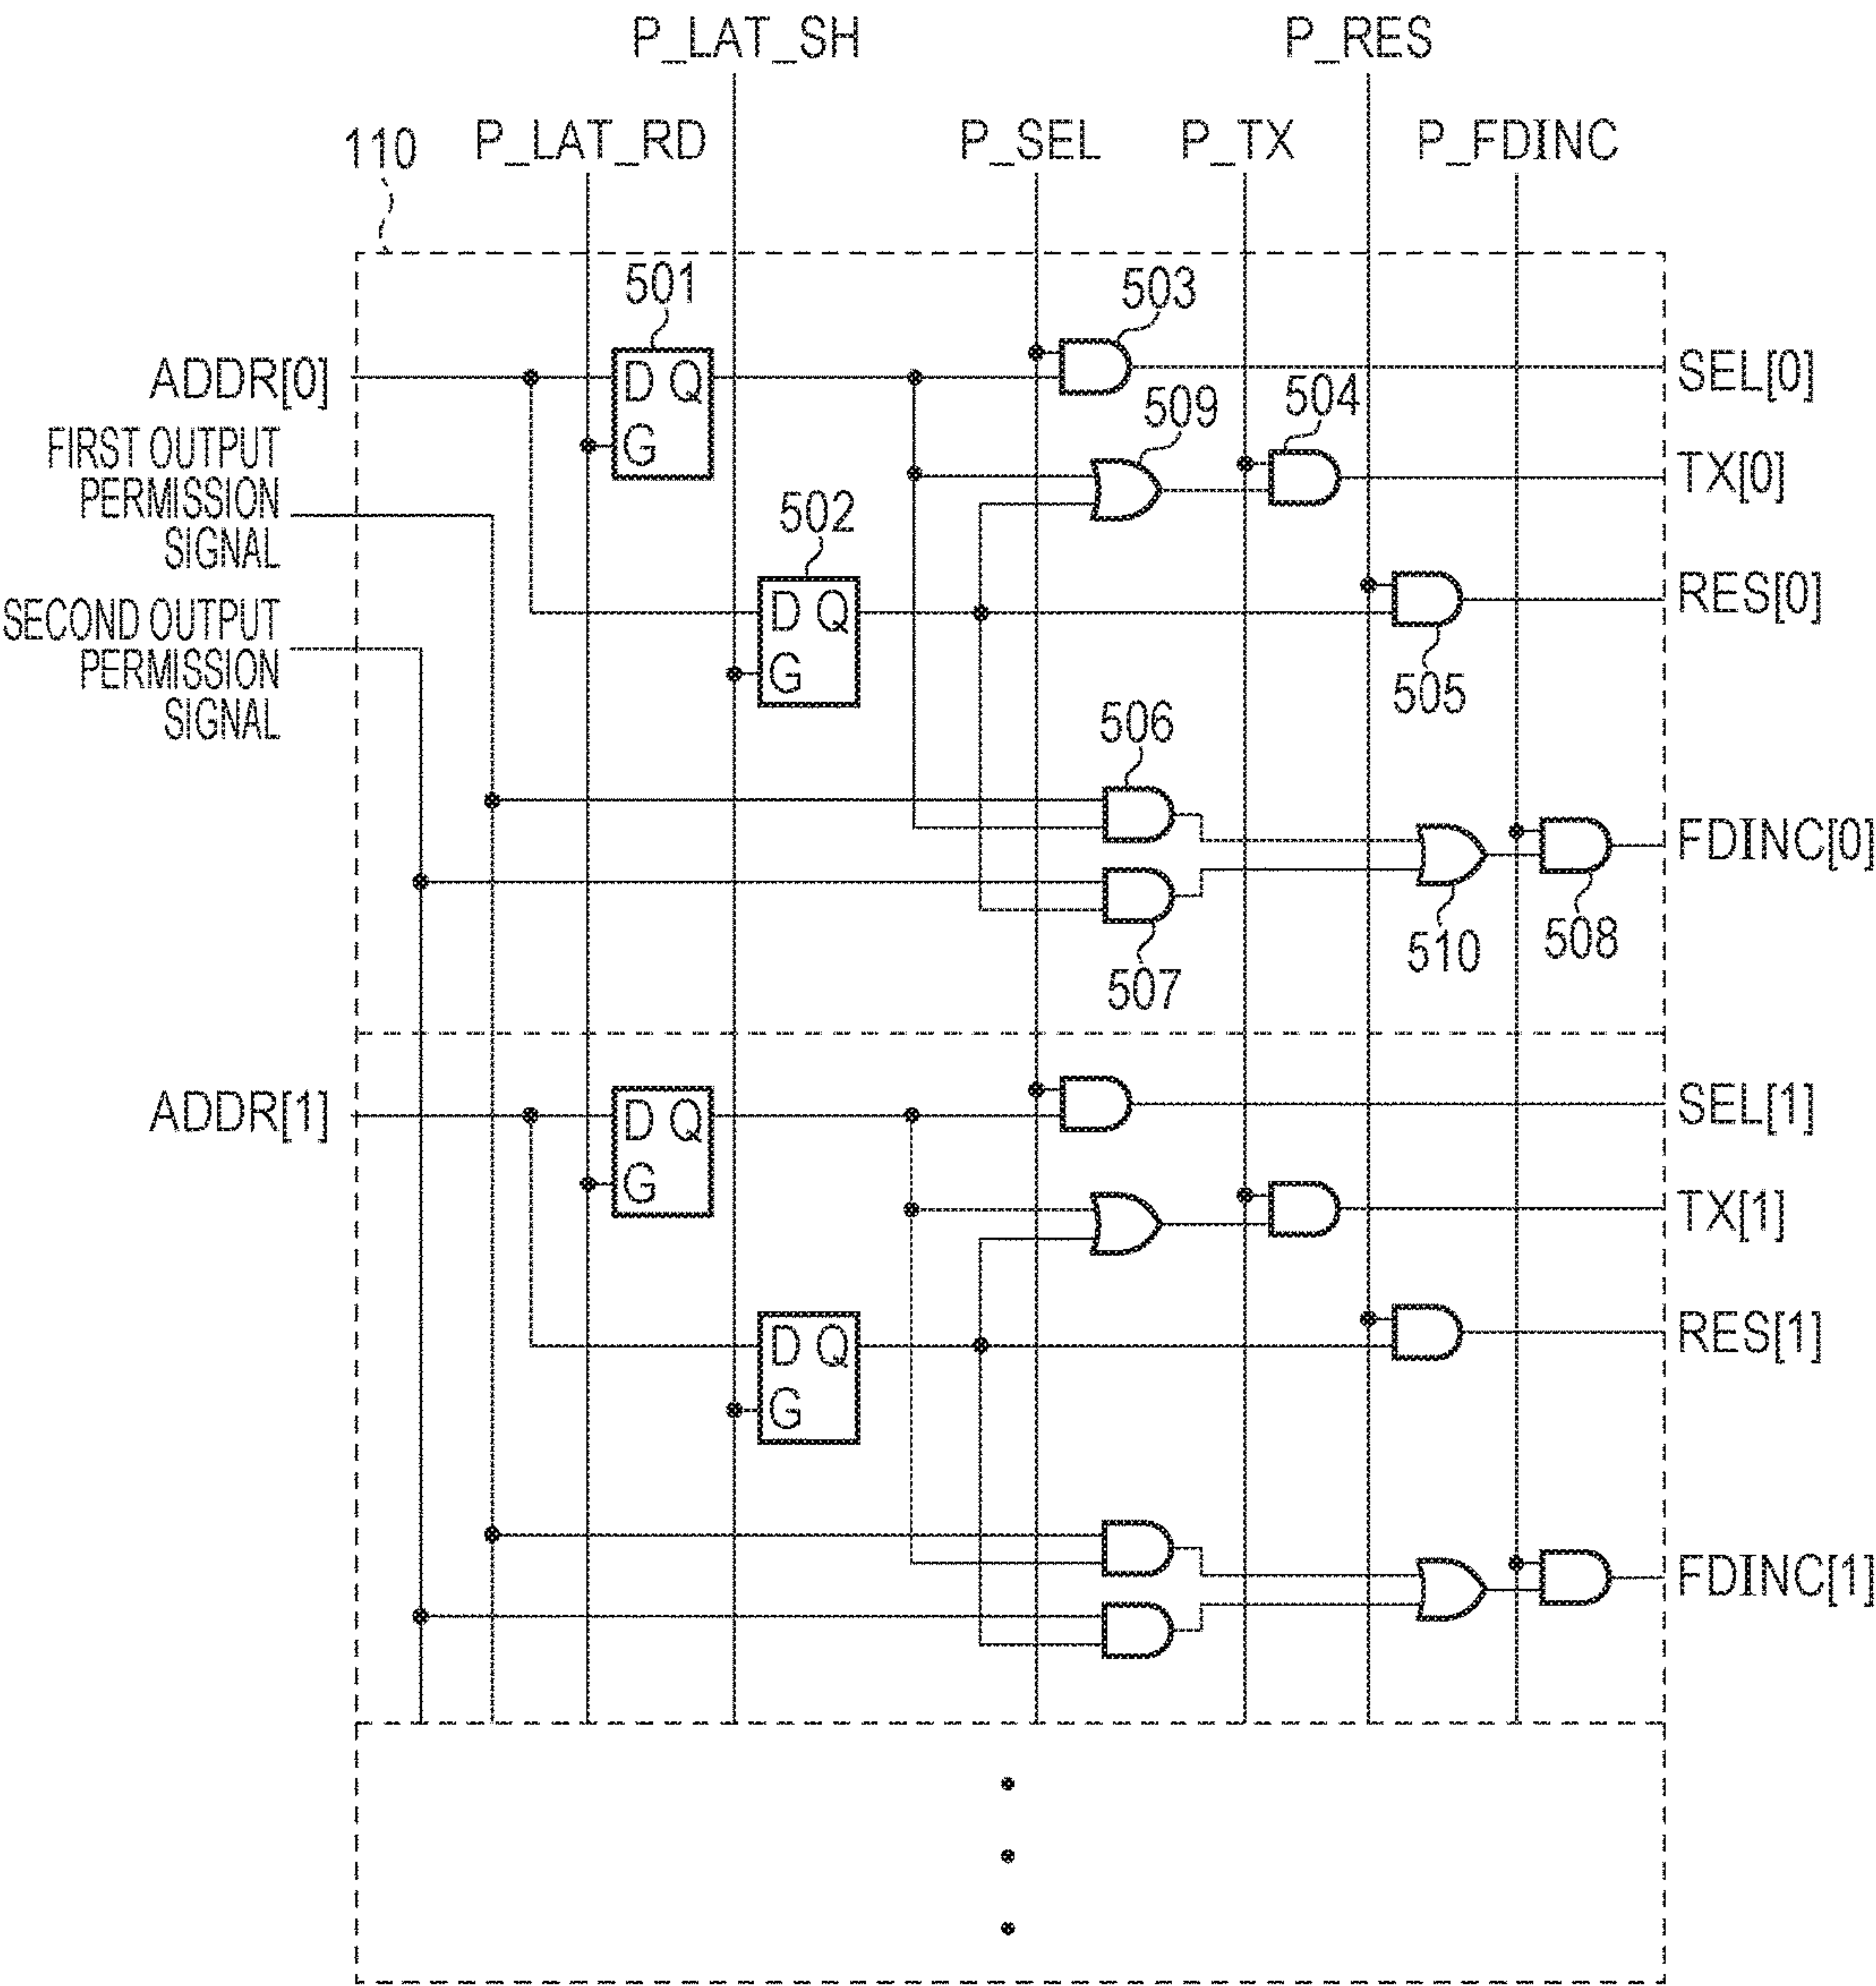 P_LAT_SH
P_RES
110
P_LAT_RD
P_SEL
P_TX
P_FDINC
501
503
ADDR[0]
D Q
G
SEL[0]
509
504
FIRST OUTPUT
PERMISSION
SIGNAL
TX[0]
502
SECOND OUTPUT
PERMISSION
SIGNAL
D Q
G
RES[0]
505
506
FDINC[0]
507
510
508
ADDR[1]
D Q
G
SEL[1]
TX[1]
D Q
G
RES[1]
FDINC[1]